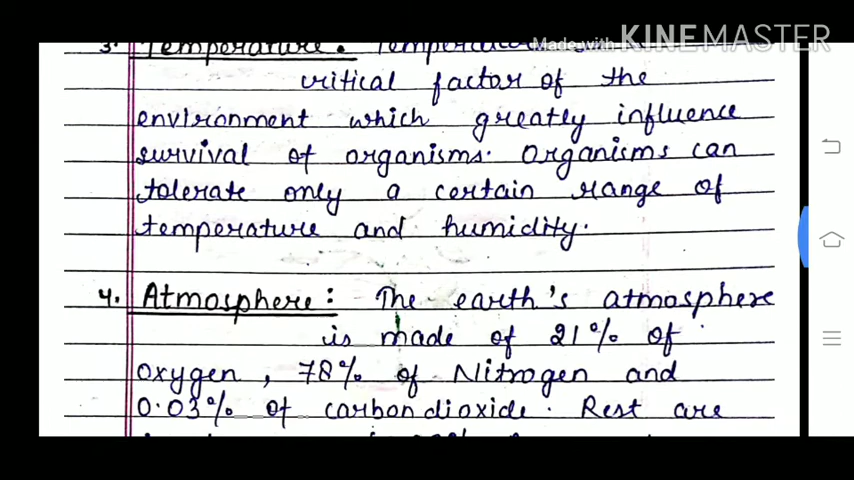 Made with KINEMASTER
3. Temperature:
critical factor of the
environment which greatly influence
survival of organisms. Organisms can
tolerate only a certain range of
temperature and humidity.
4. Atmosphere: The earth's atmosphere
is made of 21% of
oxygen, 78% of Nitrogen and
0.03% of carbondioxide. Rest are